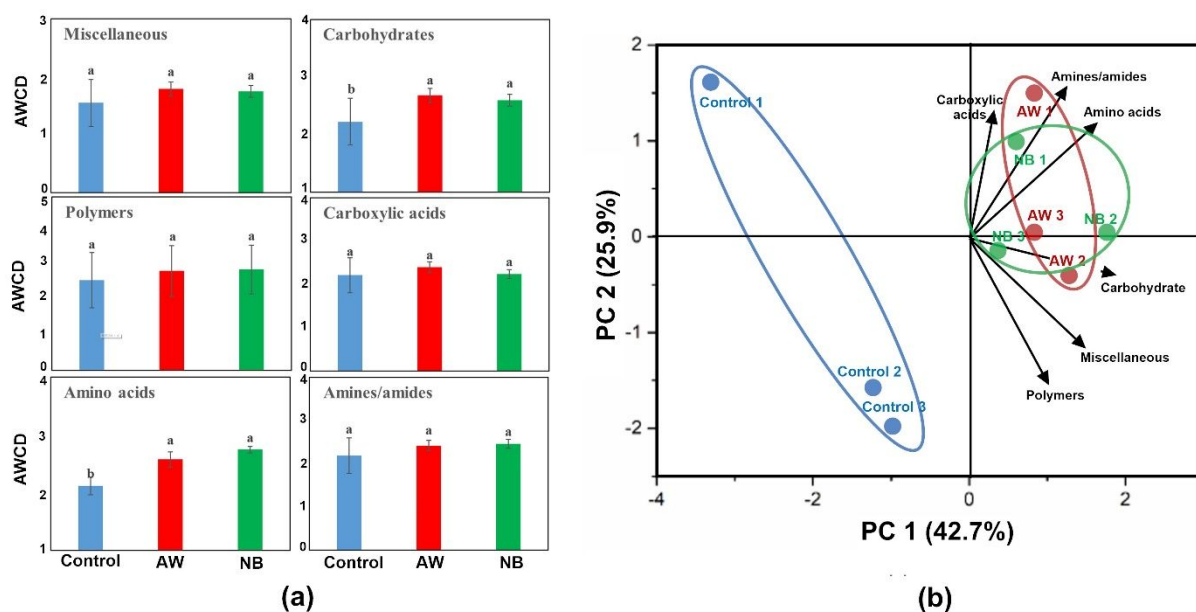 Miscellaneous
3
2
1
0
AWCD
a
a
a
Carbohydrates
4
3
2
1
b
a
a
Polymers
5
4
3
2
1
0
a
a
a
Carboxylic acids
4
3
2
1
0
a
a
a
Amino acids
4
3
2
1
AWCD
b
a
a
Control
AW
NB
Amines/amides
4
3
2
1
0
a
a
a
Control
AW
NB
(a)
2
1
0
-1
-2
PC 2 (25.9%)
Control 1
Control 2
Control 3
Carboxylic
acids
Amines/amides
Amino acids
AW 1
NB 1
AW 3
NB 2
NB 3
AW 2
Carbohydrate
Miscellaneous
Polymers
-4
-2
0
2
PC 1 (42.7%)
(b)